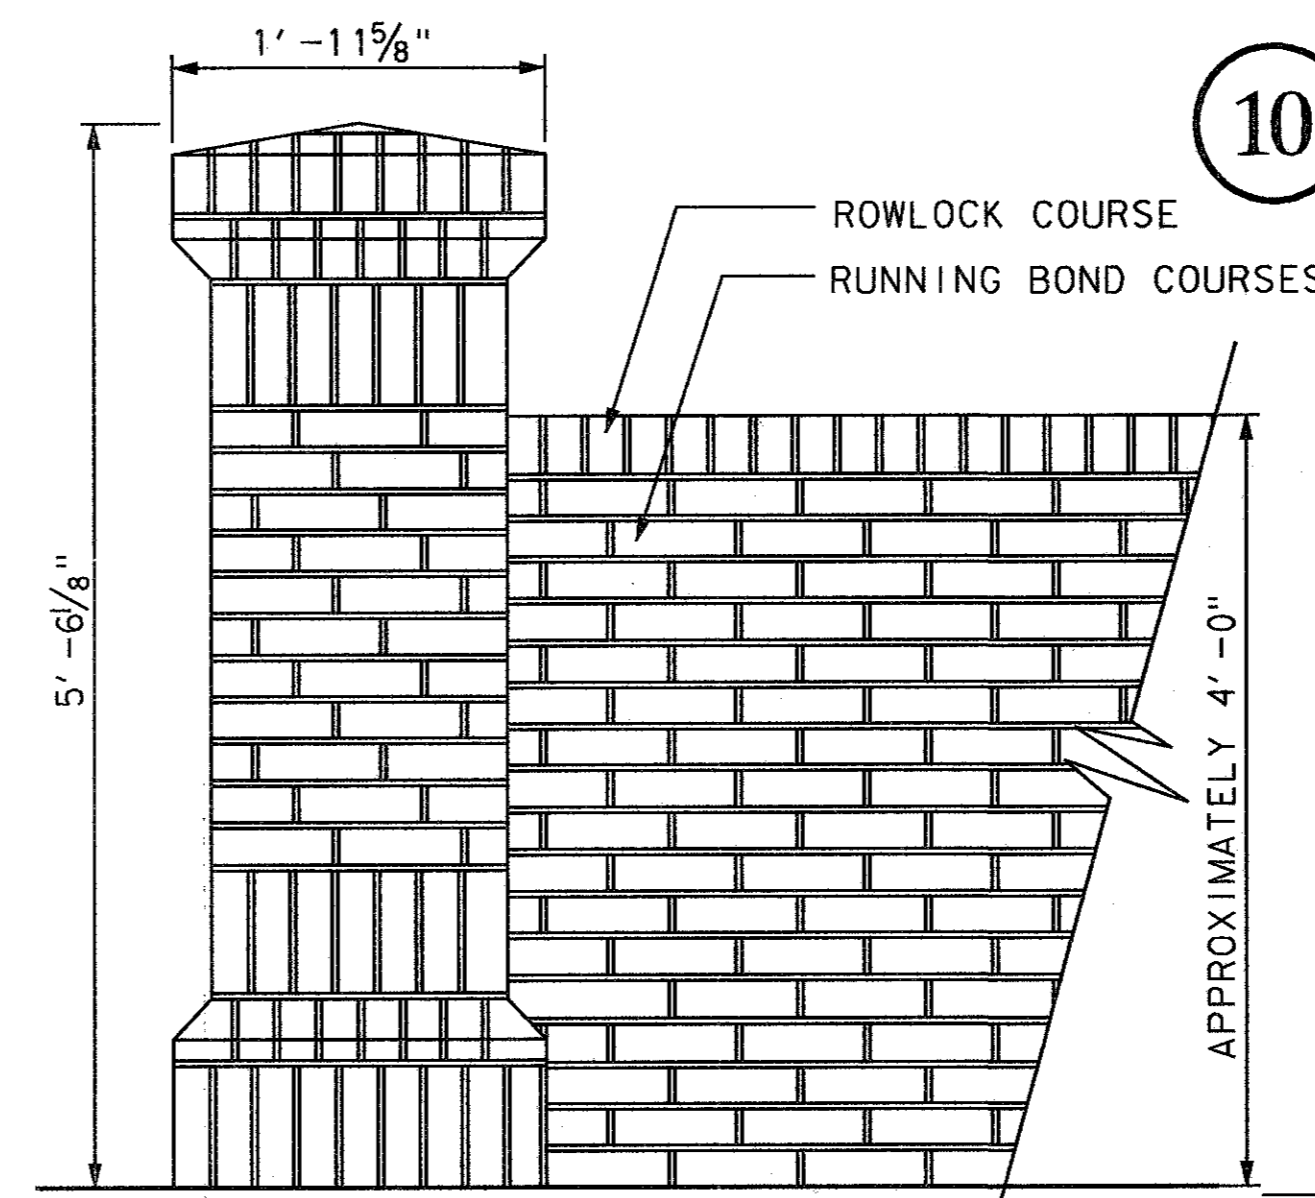 1'-11⅝"
10
ROWLOCK COURSE
RUNNING BOND COURSES
5'-6⅛"
APPROXIMATELY 4'-0"